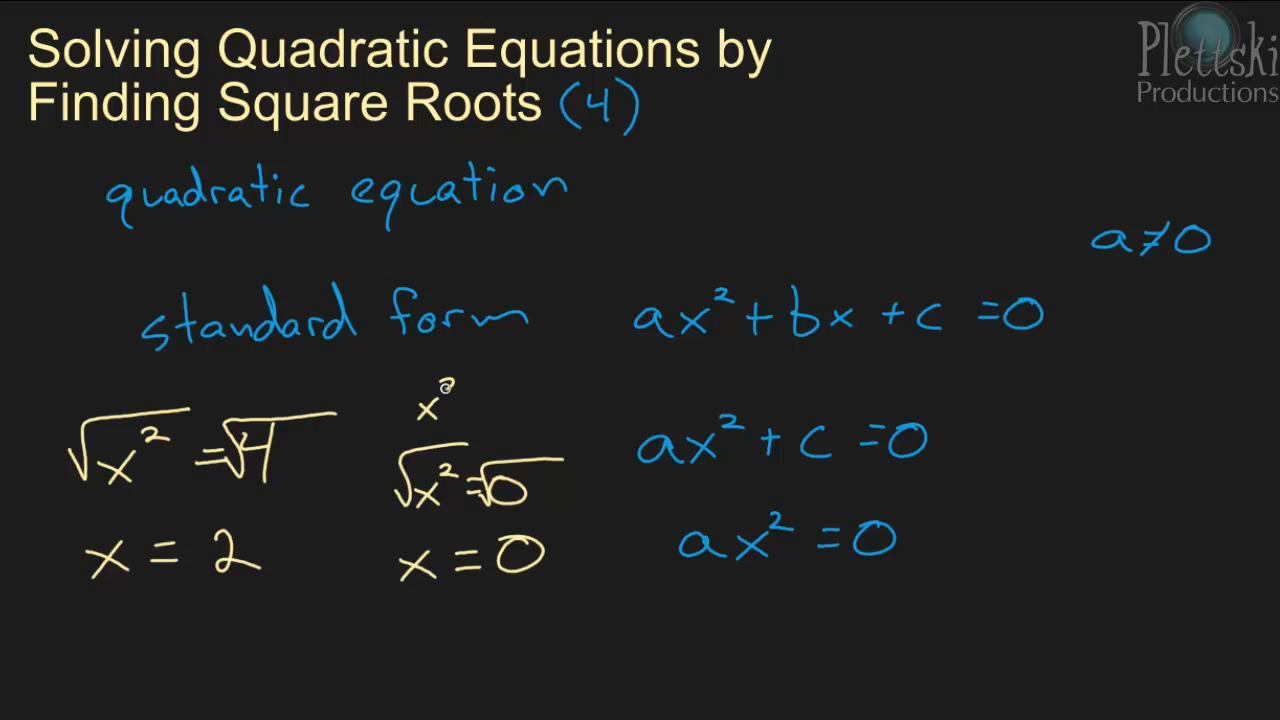 Solving Quadratic Equations by
Finding Square Roots (4)
Plettski
Productions
quadratic equation
a≠0
standard form ax²+bx+c=0
x²
√x²=√4 √x²=√0 ax²+c=0
x=2 x=0 ax²=0